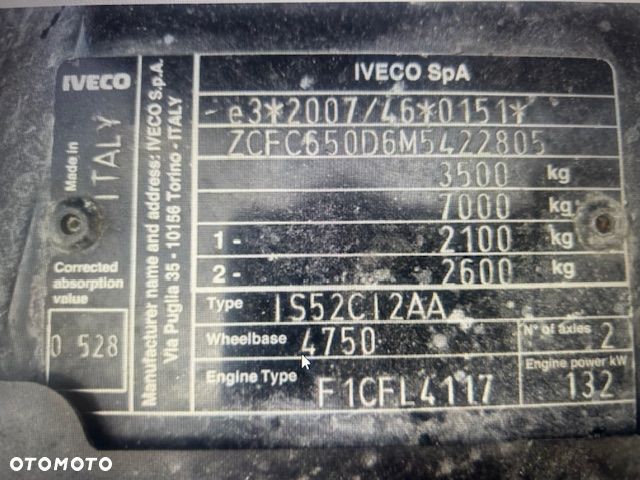 IVECO
IVECO SpA
Made in
ITALY
Manufacturer name and address: IVECO S.p.A.
Via Puglia 35 - 10156 Torino - ITALY
e3*2007/46*0151*
ZCFC650D6M5422805
3500 kg
7000 kg
1- 2100 kg
2- 2600 kg
Corrected
absorption
value
0 528
Type IS52CI2AA
Wheelbase 4750
N° of axles 2
Engine Type F1CFL4117
Engine power kW
132
OTOMOTO